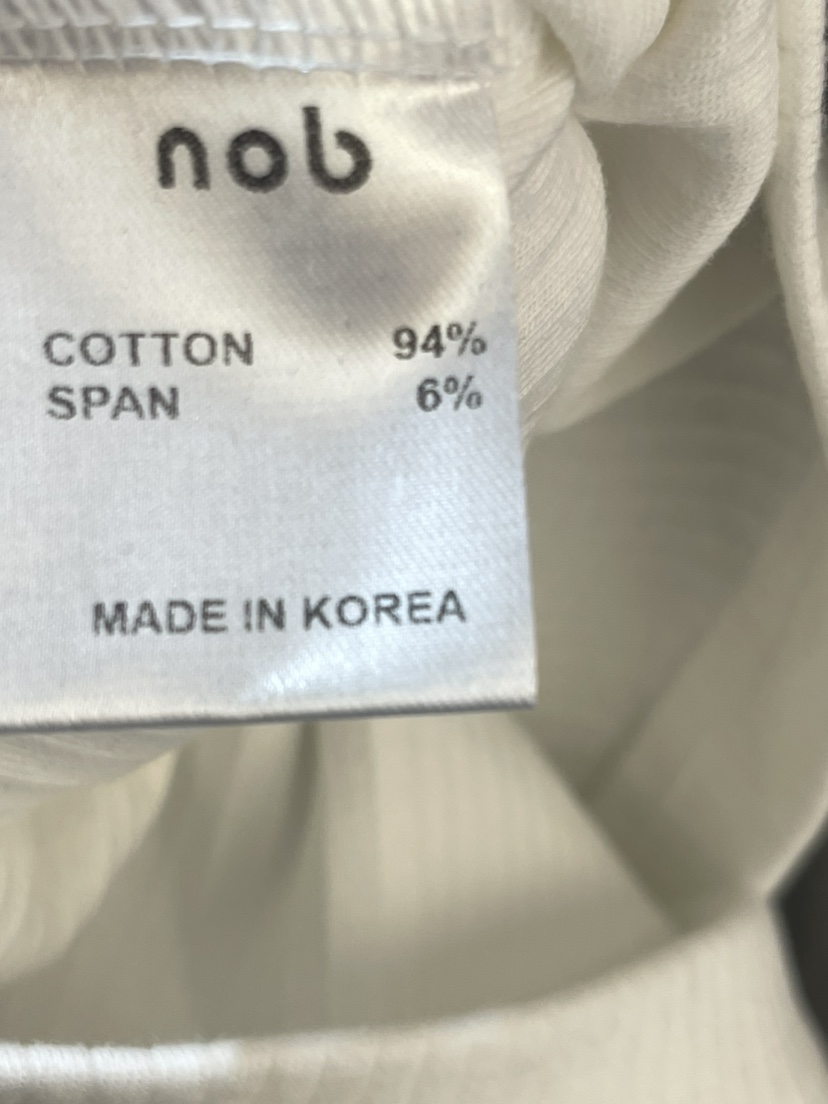 nob
COTTON 94%
SPAN 6%
MADE IN KOREA